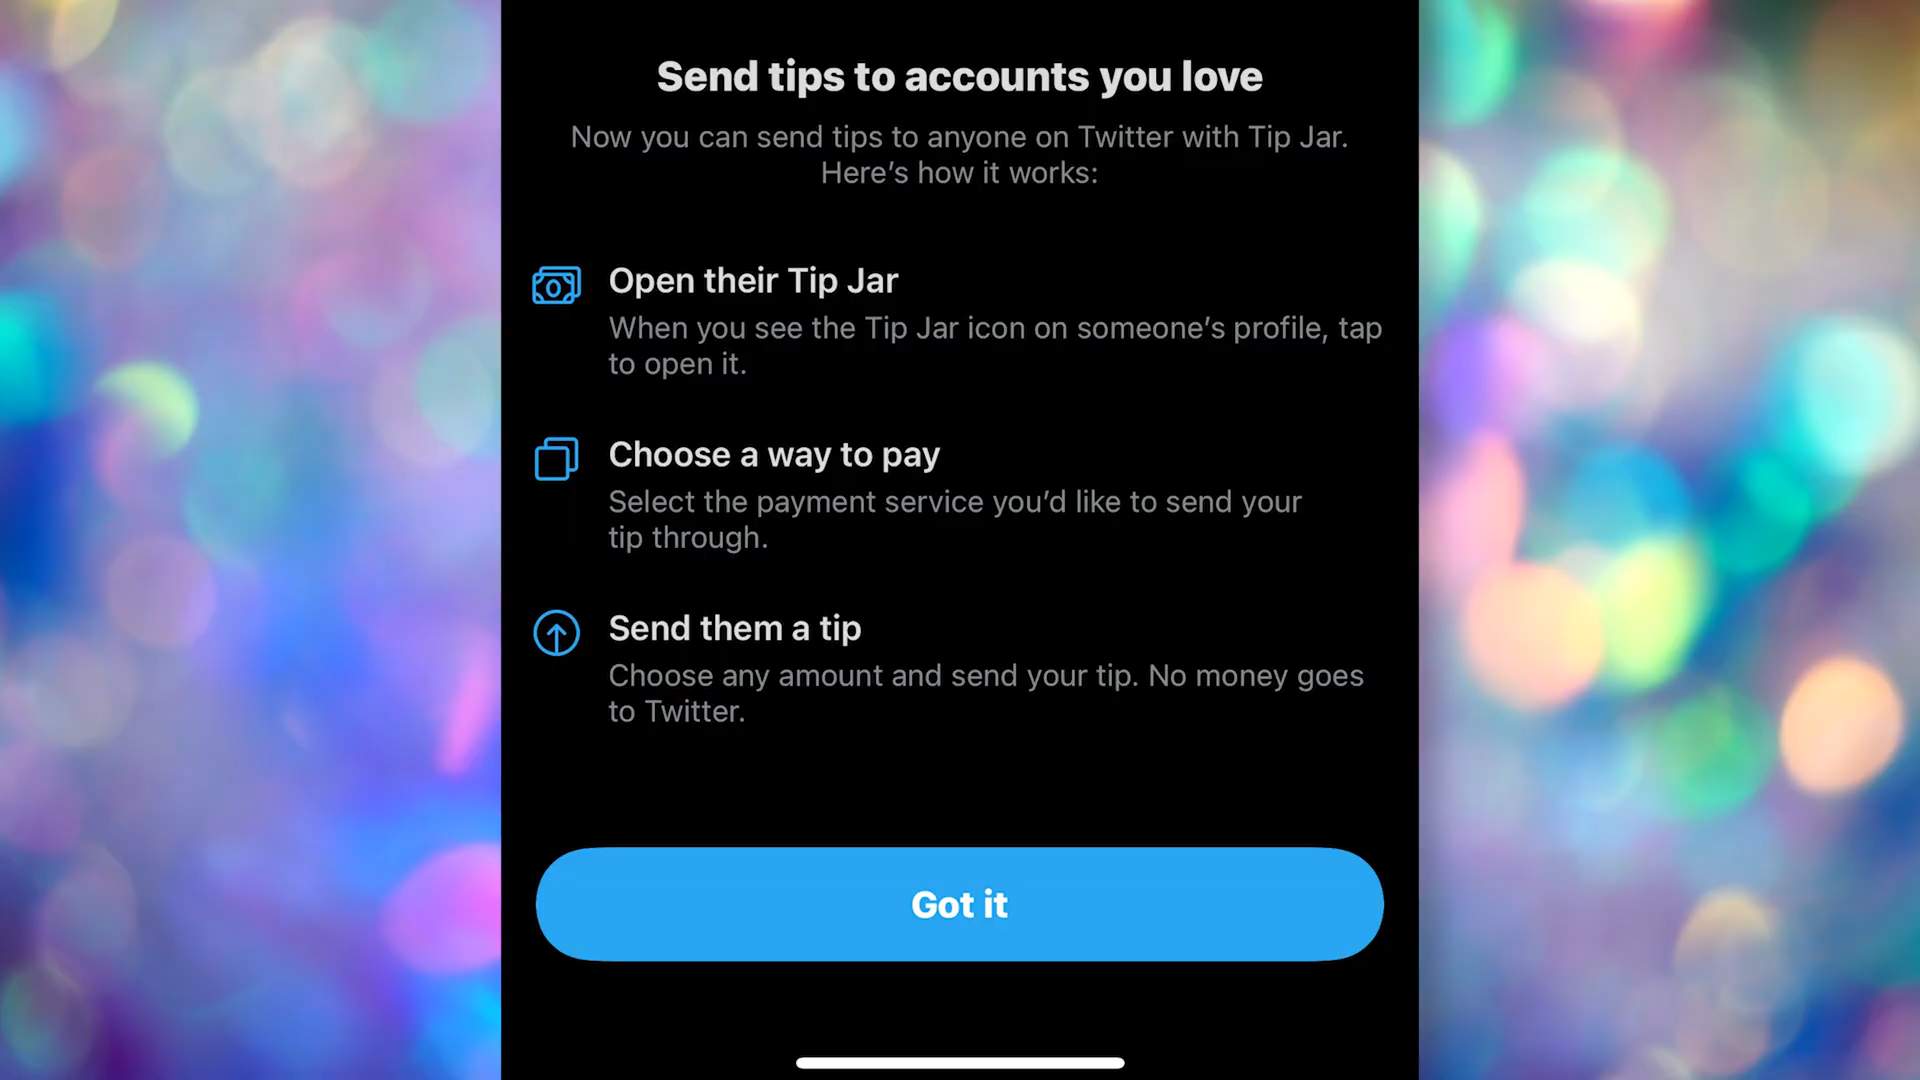 Send tips to accounts you love
Now you can send tips to anyone on Twitter with Tip Jar.
Here’s how it works:
Open their Tip Jar
When you see the Tip Jar icon on someone’s profile, tap
to open it.
Choose a way to pay
Select the payment service you’d like to send your
tip through.
Send them a tip
Choose any amount and send your tip. No money goes
to Twitter.
Got it